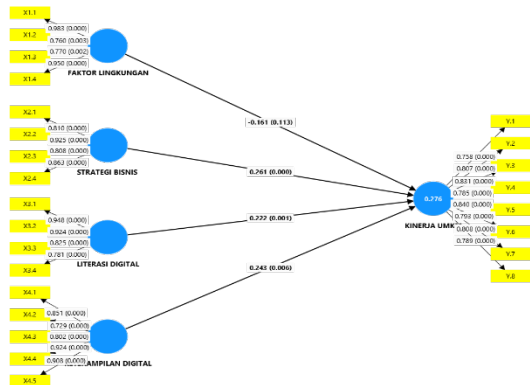 X1.1
X1.2
X1.3
X1.4
0.983 (0.000)
0.760 (0.003)
0.770 (0.002)
0.950 (0.000)
FAKTOR LINGKUNGAN
-0.161 (0.113)
X2.1
X2.2
X2.3
X2.4
0.810 (0.000)
0.925 (0.000)
0.808 (0.000)
0.863 (0.000)
STRATEGI BISNIS
0.261 (0.000)
X3.1
X3.2
X3.3
X3.4
0.948 (0.000)
0.924 (0.000)
0.825 (0.000)
0.781 (0.000)
LITERASI DIGITAL
0.222 (0.001)
X4.1
X4.2
X4.3
X4.4
X4.5
0.851 (0.000)
0.729 (0.000)
0.802 (0.000)
0.924 (0.000)
0.908 (0.000)
DIGITAL
0.243 (0.006)
0.276
KINERJA
0.758 (0.000)
0.807 (0.000)
0.831 (0.000)
0.785 (0.000)
0.840 (0.000)
0.793 (0.000)
0.808 (0.000)
0.789 (0.000)
Y.1
Y.2
Y.3
Y.4
Y.5
Y.6
Y.7
Y.8